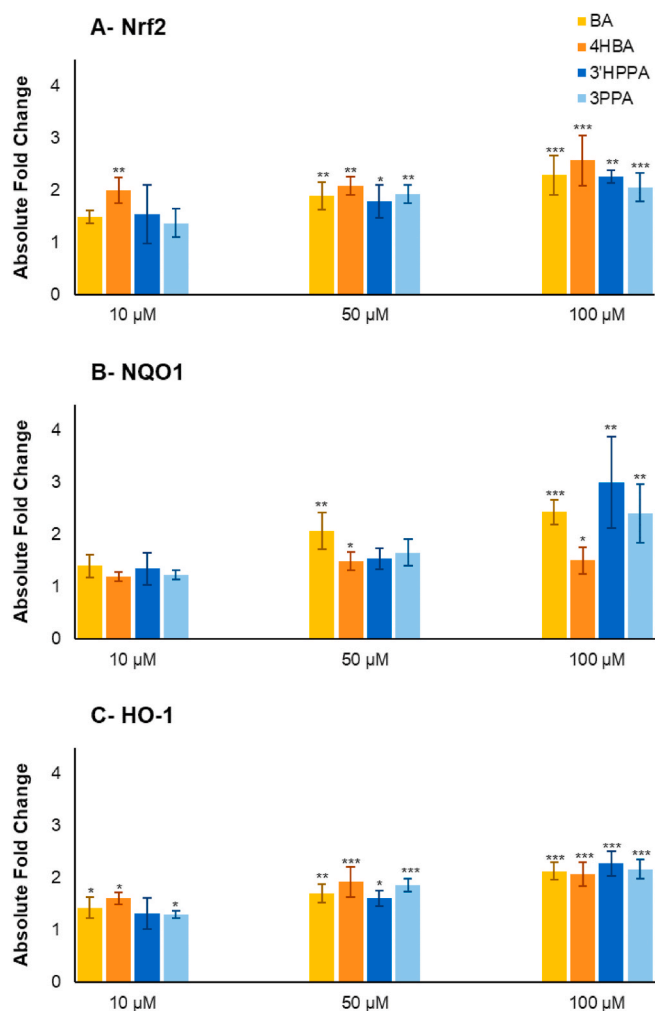 A- Nrf2
BA
4HBA
3'HPPA
3PPA
Absolute Fold Change
4
3
2
1
0
** ** ** * ** *** *** ** ***
10 µM 50 µM 100 µM
B- NQO1
Absolute Fold Change
4
3
2
1
0
** * *** * ** **
10 µM 50 µM 100 µM
C- HO-1
Absolute Fold Change
4
3
2
1
0
* * * ** *** * *** *** *** *** ***
10 µM 50 µM 100 µM